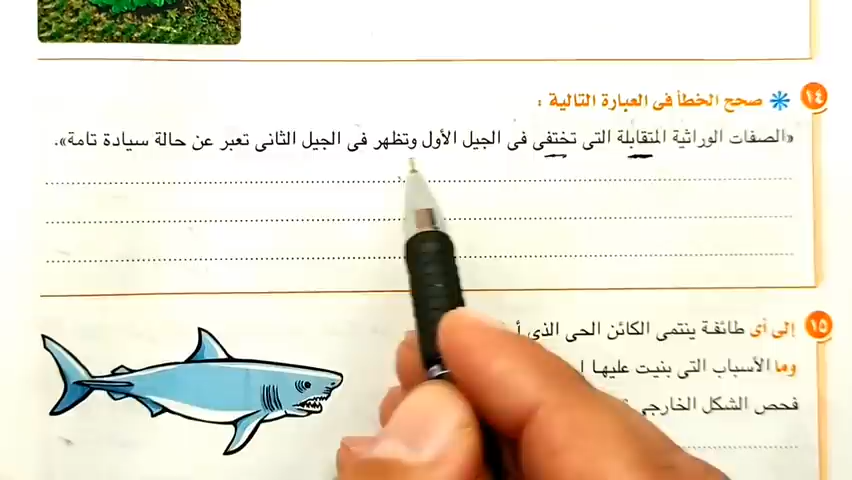 ١٤ * صحح الخطأ فى العبارة التالية :
«الصفات الوراثية المتقابلة التى تختفى فى الجيل الأول وتظهر فى الجيل الثانى تعبر عن حالة سيادة تامة».
١٥ إلى أى طائفة ينتمى الكائن الحى الذى
وما الأسباب التى بنيت عليها
فحص الشكل الخارجى